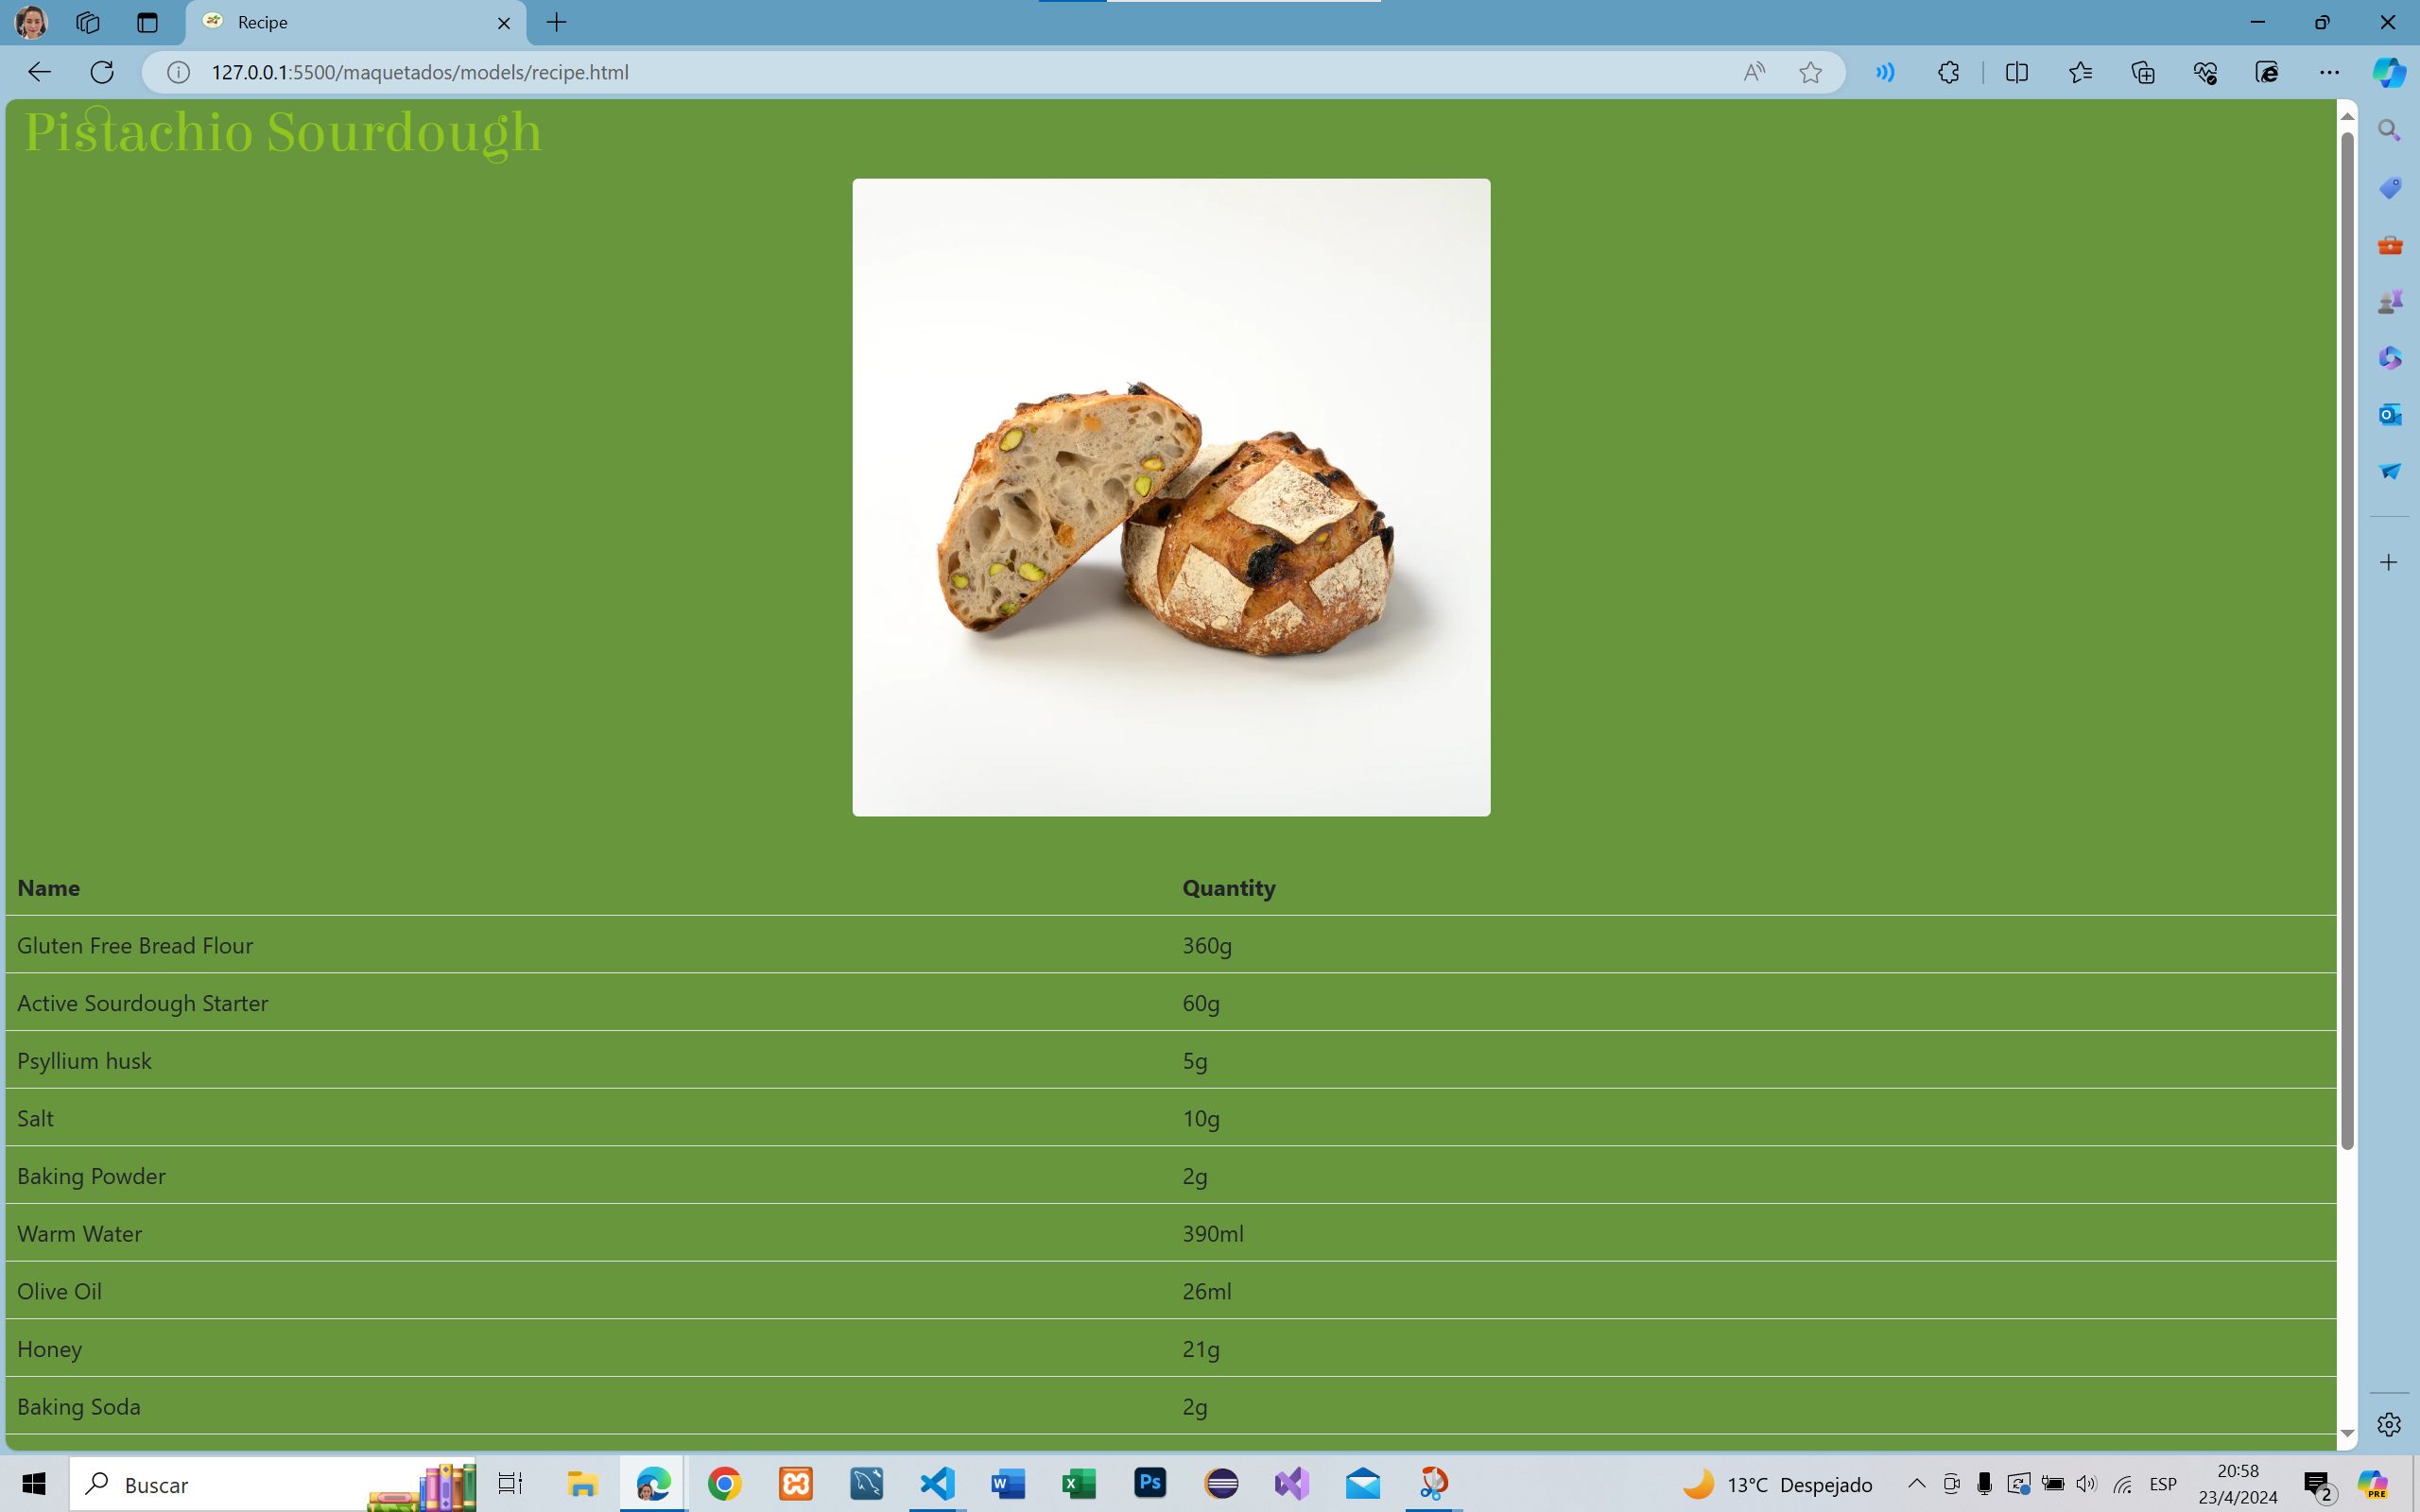 Recipe
127.0.0.1:5500/maquetados/models/recipe.html
Pistachio Sourdough
Name Quantity
Gluten Free Bread Flour 360g
Active Sourdough Starter 60g
Psyllium husk 5g
Salt 10g
Baking Powder 2g
Warm Water 390ml
Olive Oil 26ml
Honey 21g
Baking Soda 2g
Buscar
13°C Despejado
ESP
20:58
23/4/2024
2
PRE